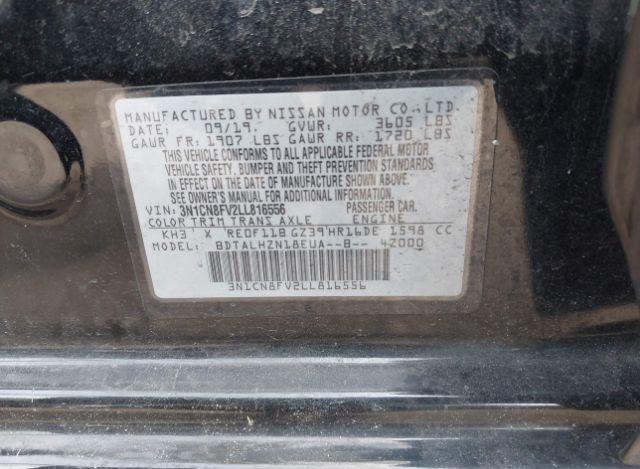 MANUFACTURED BY NISSAN MOTOR CO.,LTD.
DATE: 09/19. GVWR: 3605 LBS
GAWR FR: 1907 LBS GAWR RR: 1720 LBS
THIS VEHICLE CONFORMS TO ALL APPLICABLE FEDERAL MOTOR
VEHICLE SAFETY, BUMPER AND THEFT PREVENTION STANDARDS
IN EFFECT ON THE DATE OF MANUFACTURE SHOWN ABOVE.
SEE OWNER'S MANUAL FOR ADDITIONAL INFORMATION.
VIN: 3N1CN8FV2LL816556 PASSENGER CAR.
COLOR TRIM TRANS AXLE ENGINE
KH3 X RE0F11B GZ39 HR16DE 1598 CC
MODEL: BDTALHZN18EUA--B-- 4Z000
3N1CN8FV2LL816556